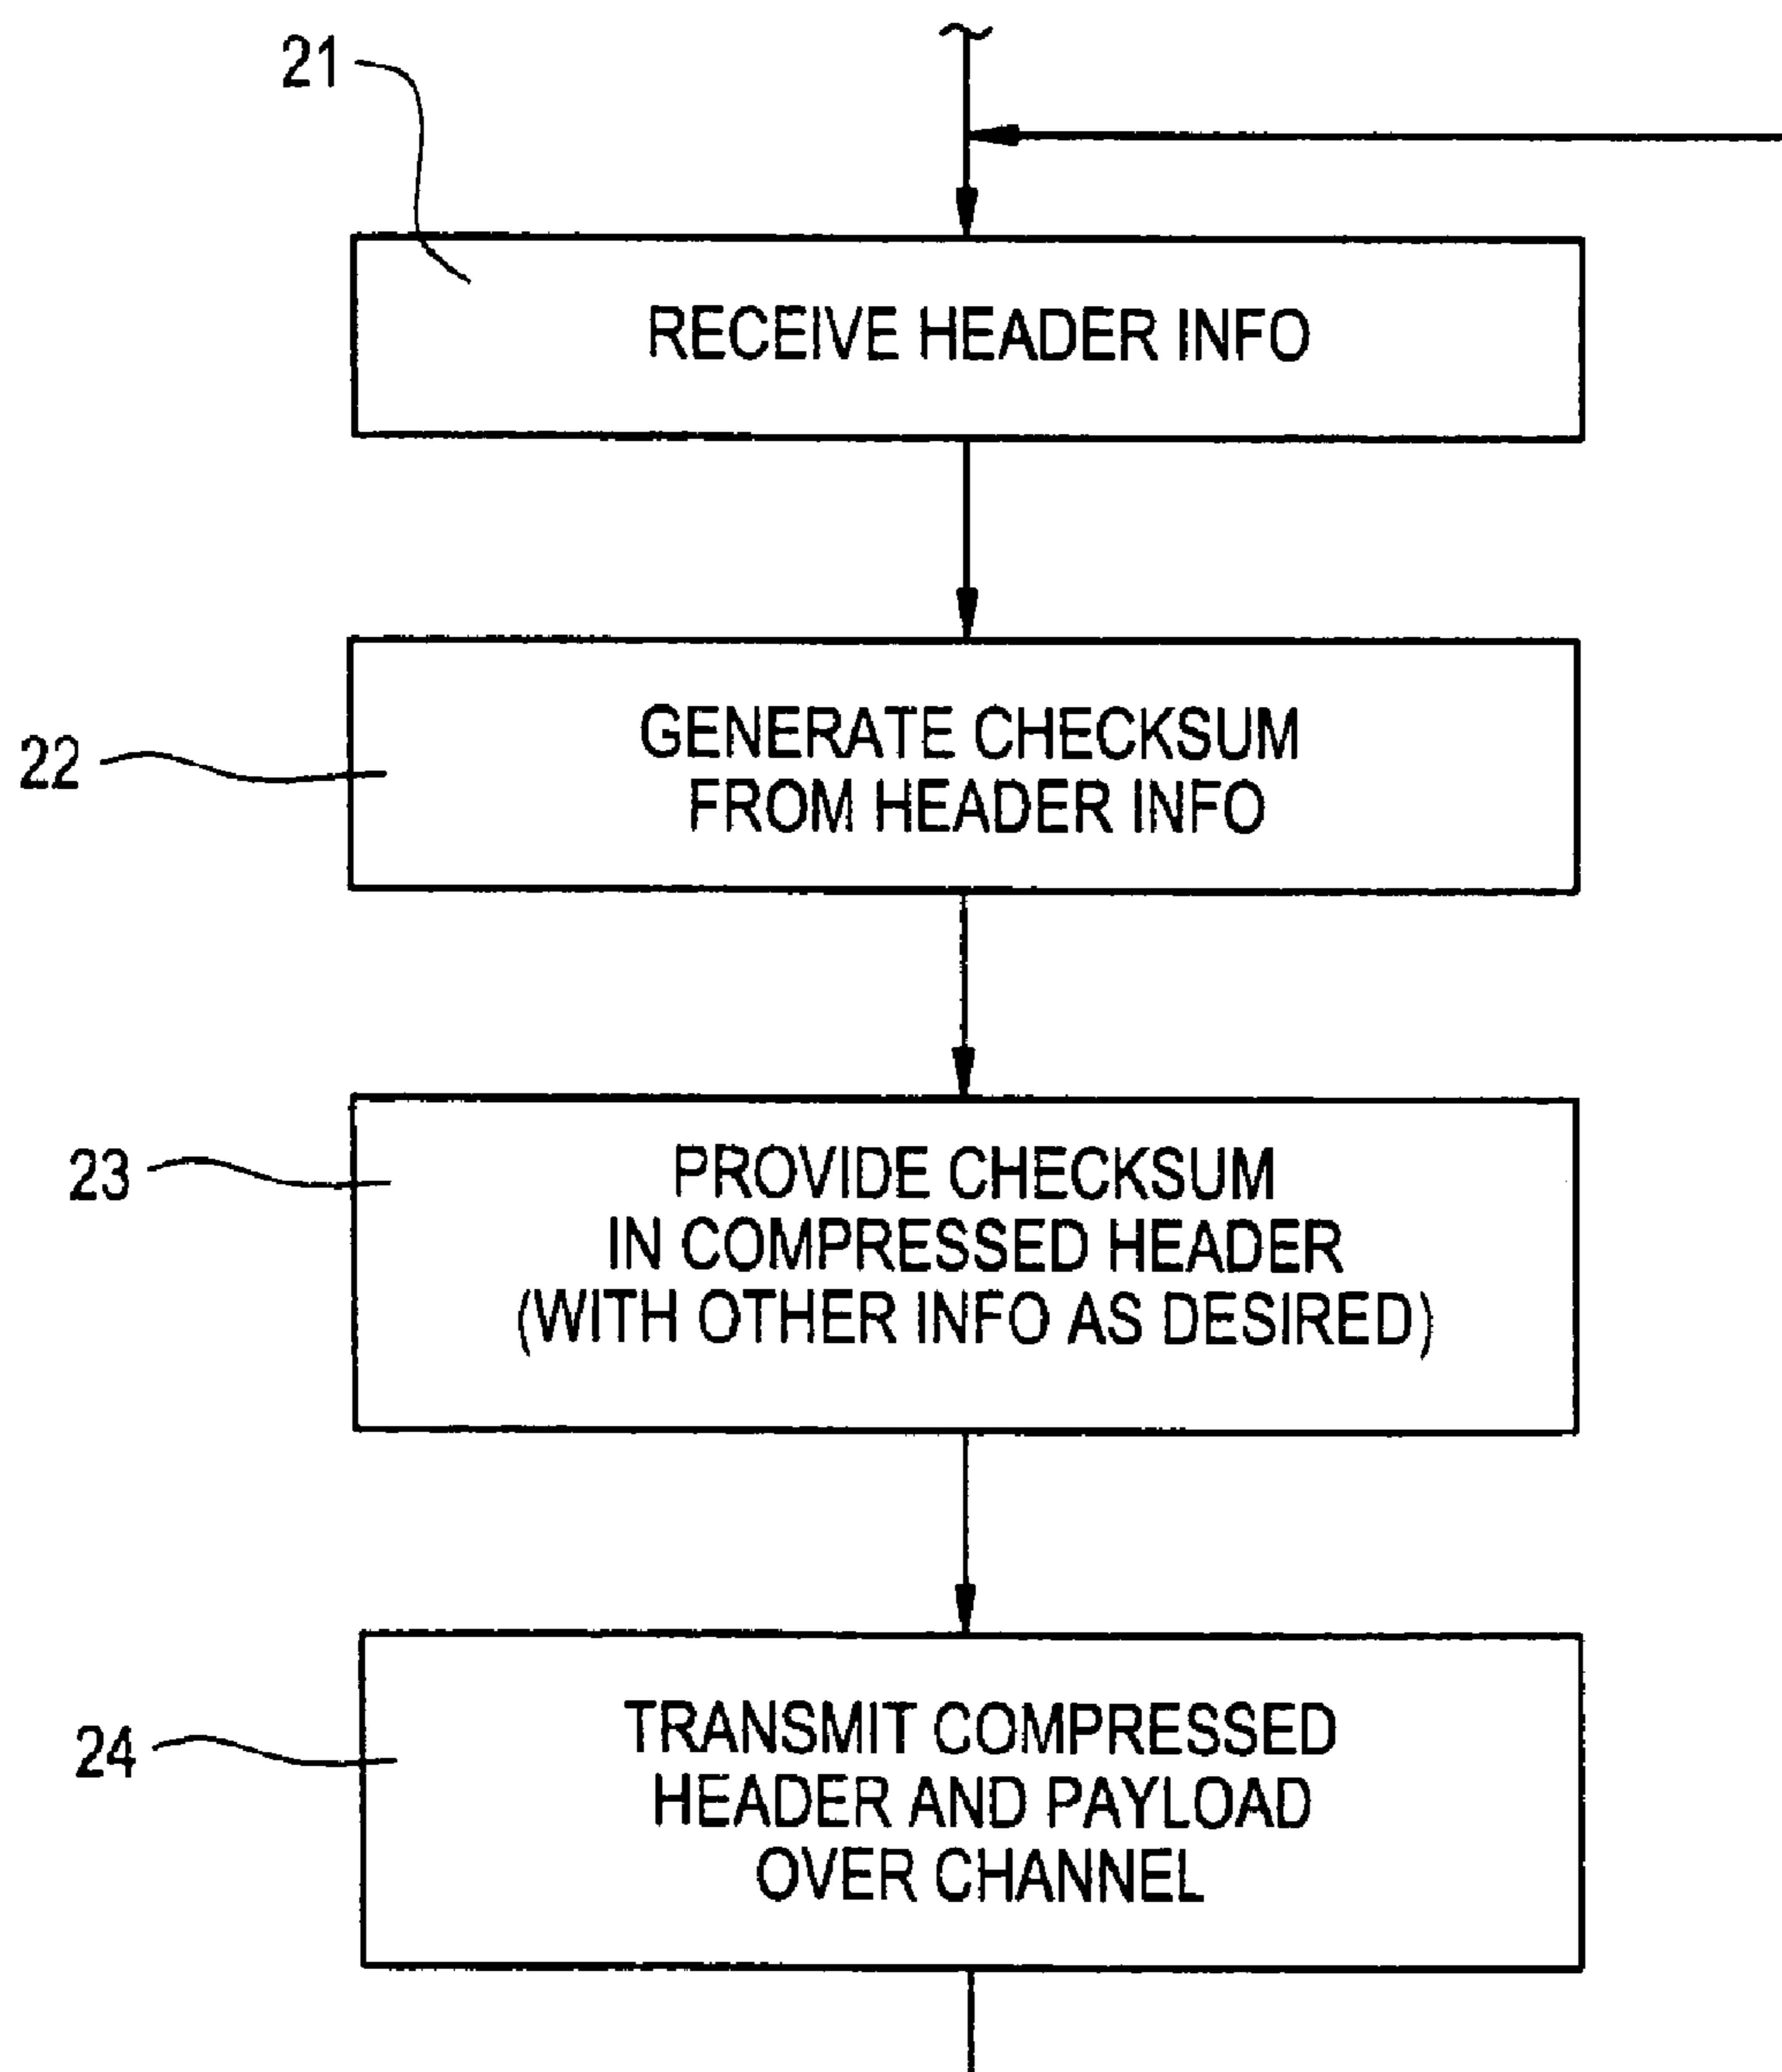 21
RECEIVE HEADER INFO
22
GENERATE CHECKSUM
FROM HEADER INFO
23
PROVIDE CHECKSUM
IN COMPRESSED HEADER
(WITH OTHER INFO AS DESIRED)
24
TRANSMIT COMPRESSED
HEADER AND PAYLOAD
OVER CHANNEL